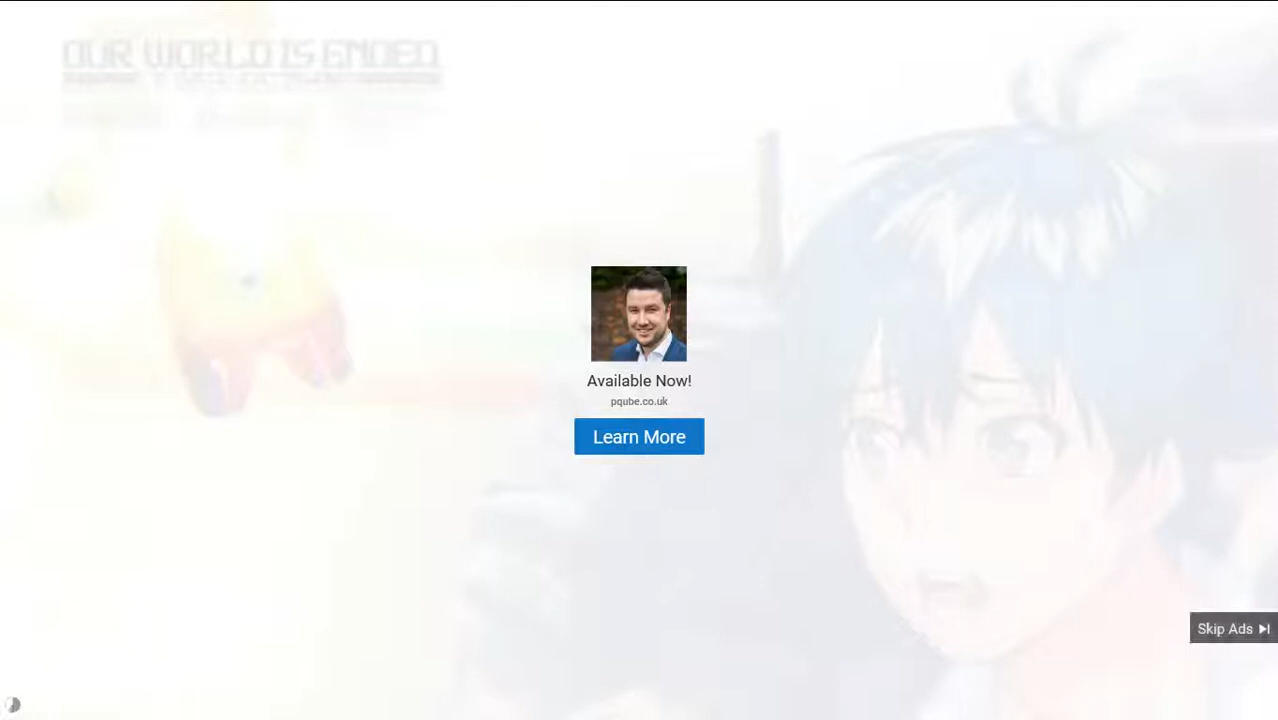 OUR WORLD IS ENDED.
Available Now!
pqube.co.uk
Learn More
Skip Ads